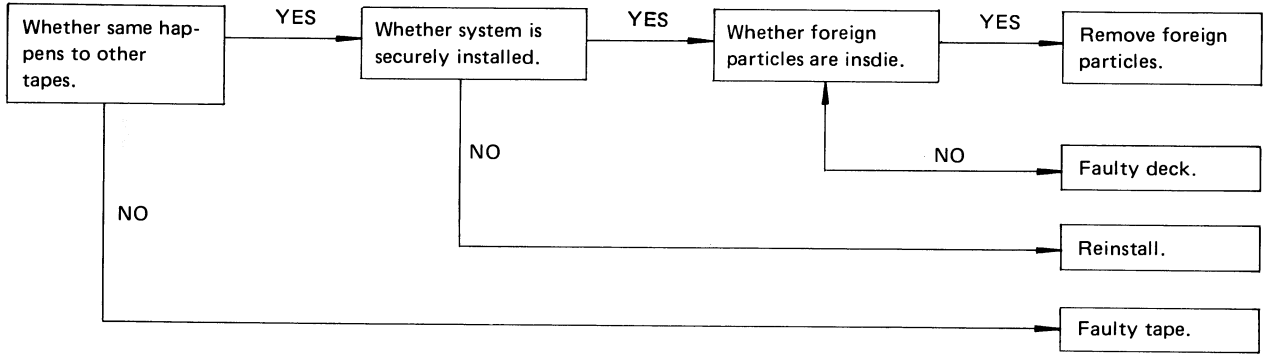 Whether same hap-
pens to other
tapes.
YES
Whether system is
securely installed.
YES
Whether foreign
particles are insdie.
YES
Remove foreign
particles.
NO
Faulty deck.
NO
Reinstall.
NO
Faulty tape.